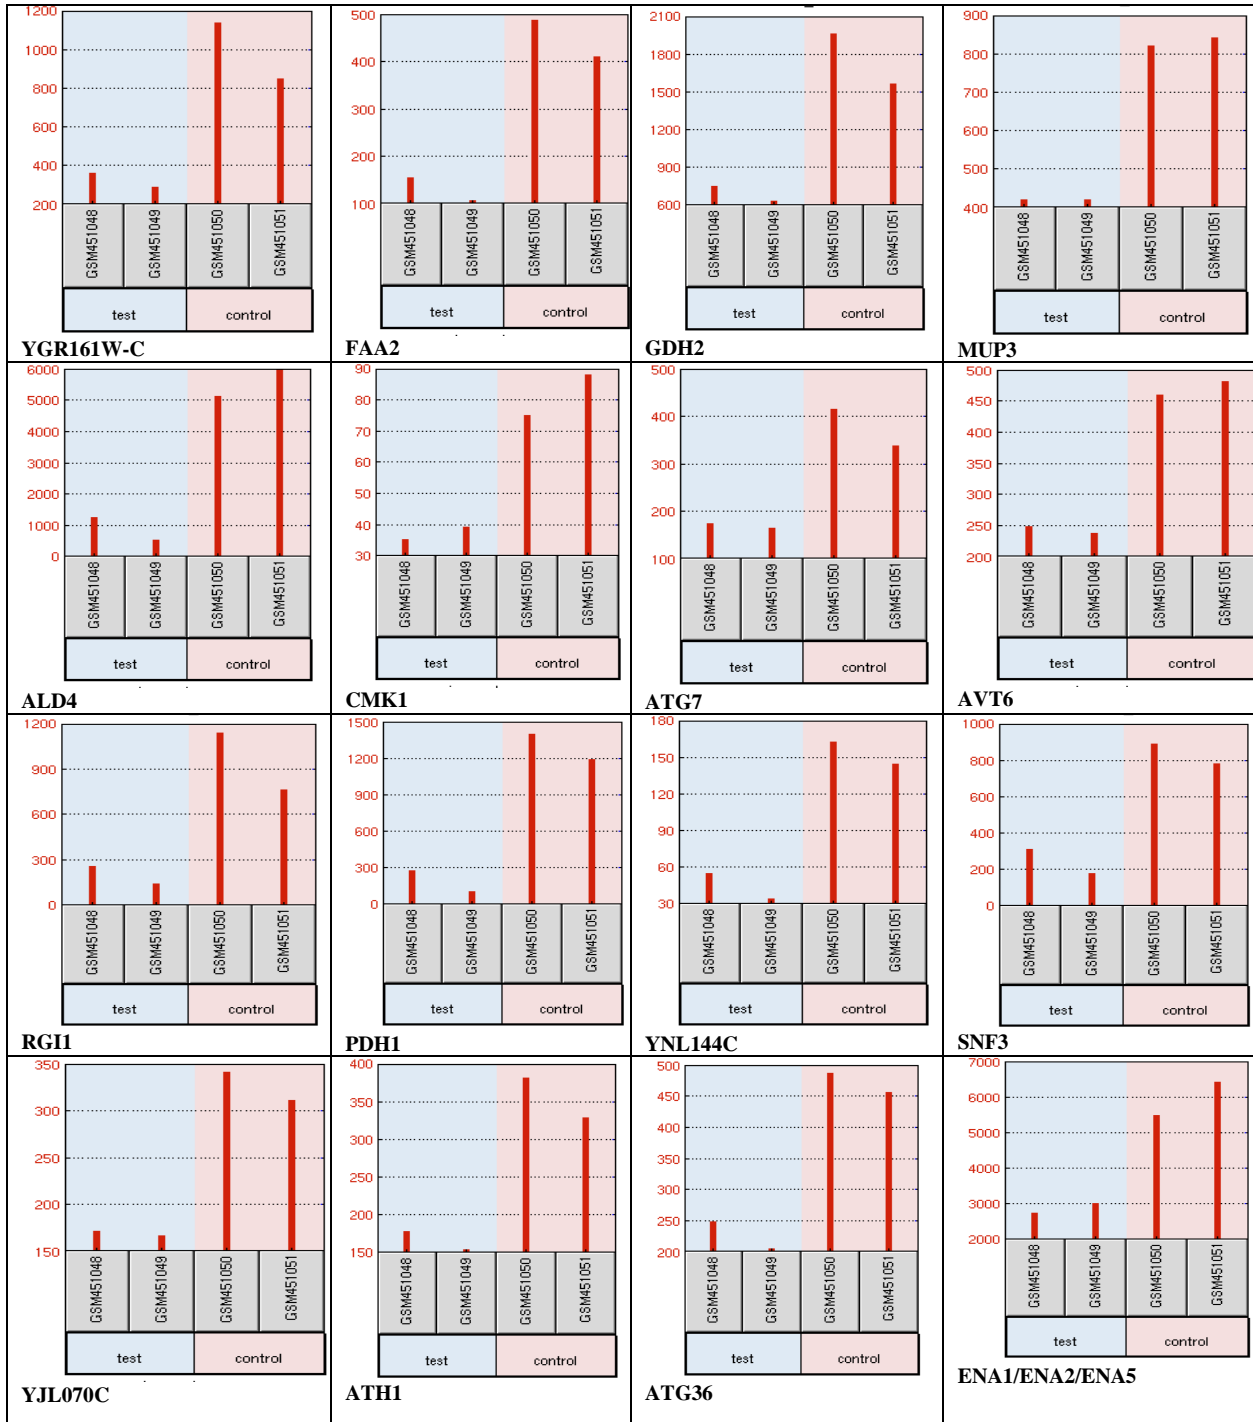 1200
1000
800
600
400
200
GSM451048
GSM451049
GSM451050
GSM451051
test control
YGR161W-C
500
400
300
200
100
GSM451048
GSM451049
GSM451050
GSM451051
test control
FAA2
2100
1800
1500
1200
900
600
GSM451048
GSM451049
GSM451050
GSM451051
test control
GDH2
900
800
700
600
500
400
GSM451048
GSM451049
GSM451050
GSM451051
test control
MUP3
6000
5000
4000
3000
2000
1000
0
GSM451048
GSM451049
GSM451050
GSM451051
test control
ALD4
90
80
70
60
50
40
30
GSM451048
GSM451049
GSM451050
GSM451051
test control
CMK1
500
400
300
200
100
GSM451048
GSM451049
GSM451050
GSM451051
test control
ATG7
500
450
400
350
300
250
200
GSM451048
GSM451049
GSM451050
GSM451051
test control
AVT6
1200
900
600
300
0
GSM451048
GSM451049
GSM451050
GSM451051
test control
RGI1
1500
1200
900
600
300
0
GSM451048
GSM451049
GSM451050
GSM451051
test control
PDH1
180
150
120
90
60
30
GSM451048
GSM451049
GSM451050
GSM451051
test control
YNL144C
1000
800
600
400
200
0
GSM451048
GSM451049
GSM451050
GSM451051
test control
SNF3
350
300
250
200
150
GSM451048
GSM451049
GSM451050
GSM451051
test control
YJL070C
400
350
300
250
200
150
GSM451048
GSM451049
GSM451050
GSM451051
test control
ATH1
500
450
400
350
300
250
200
GSM451048
GSM451049
GSM451050
GSM451051
test control
ATG36
7000
6000
5000
4000
3000
2000
GSM451048
GSM451049
GSM451050
GSM451051
test control
ENA1/ENA2/ENA5